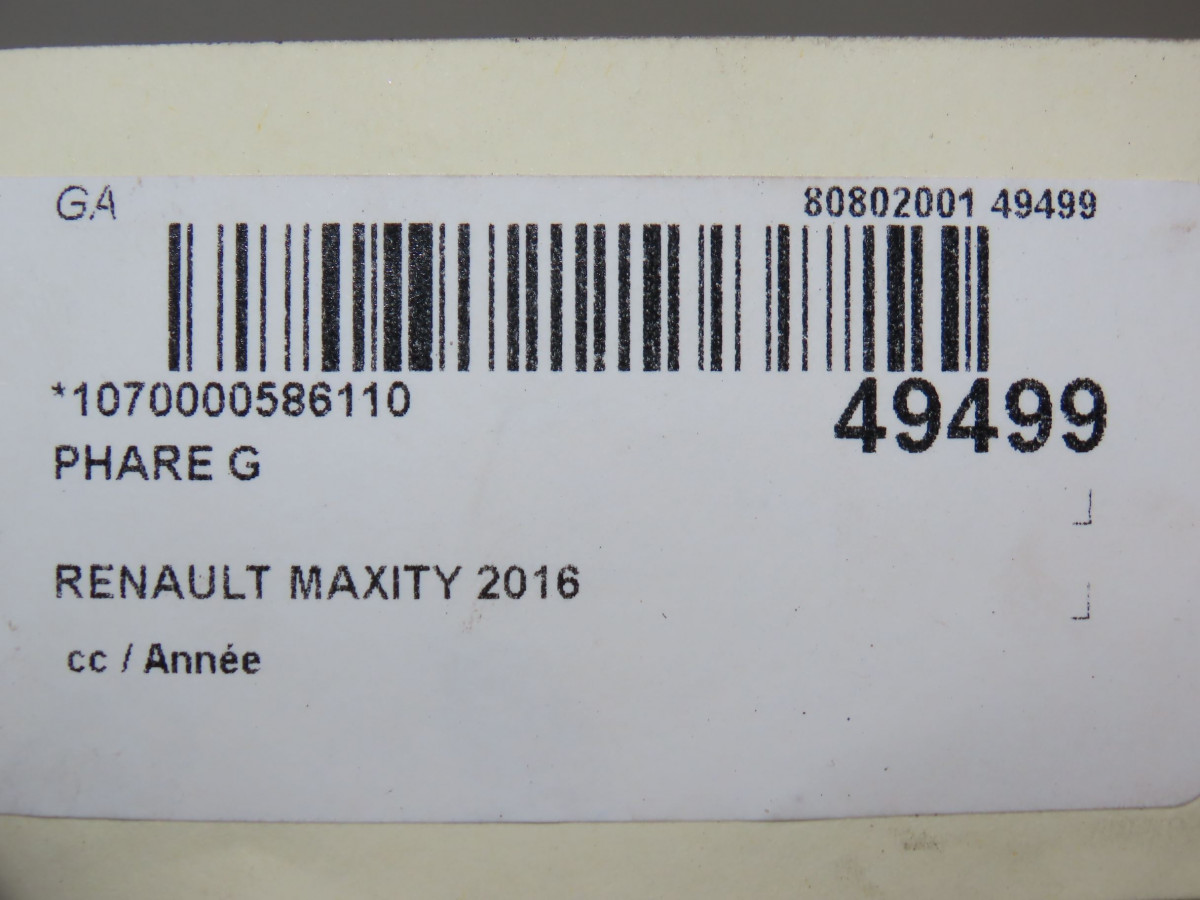 GA 80802001 49499
*1070000586110 49499
PHARE G
RENAULT MAXITY 2016
cc / Année